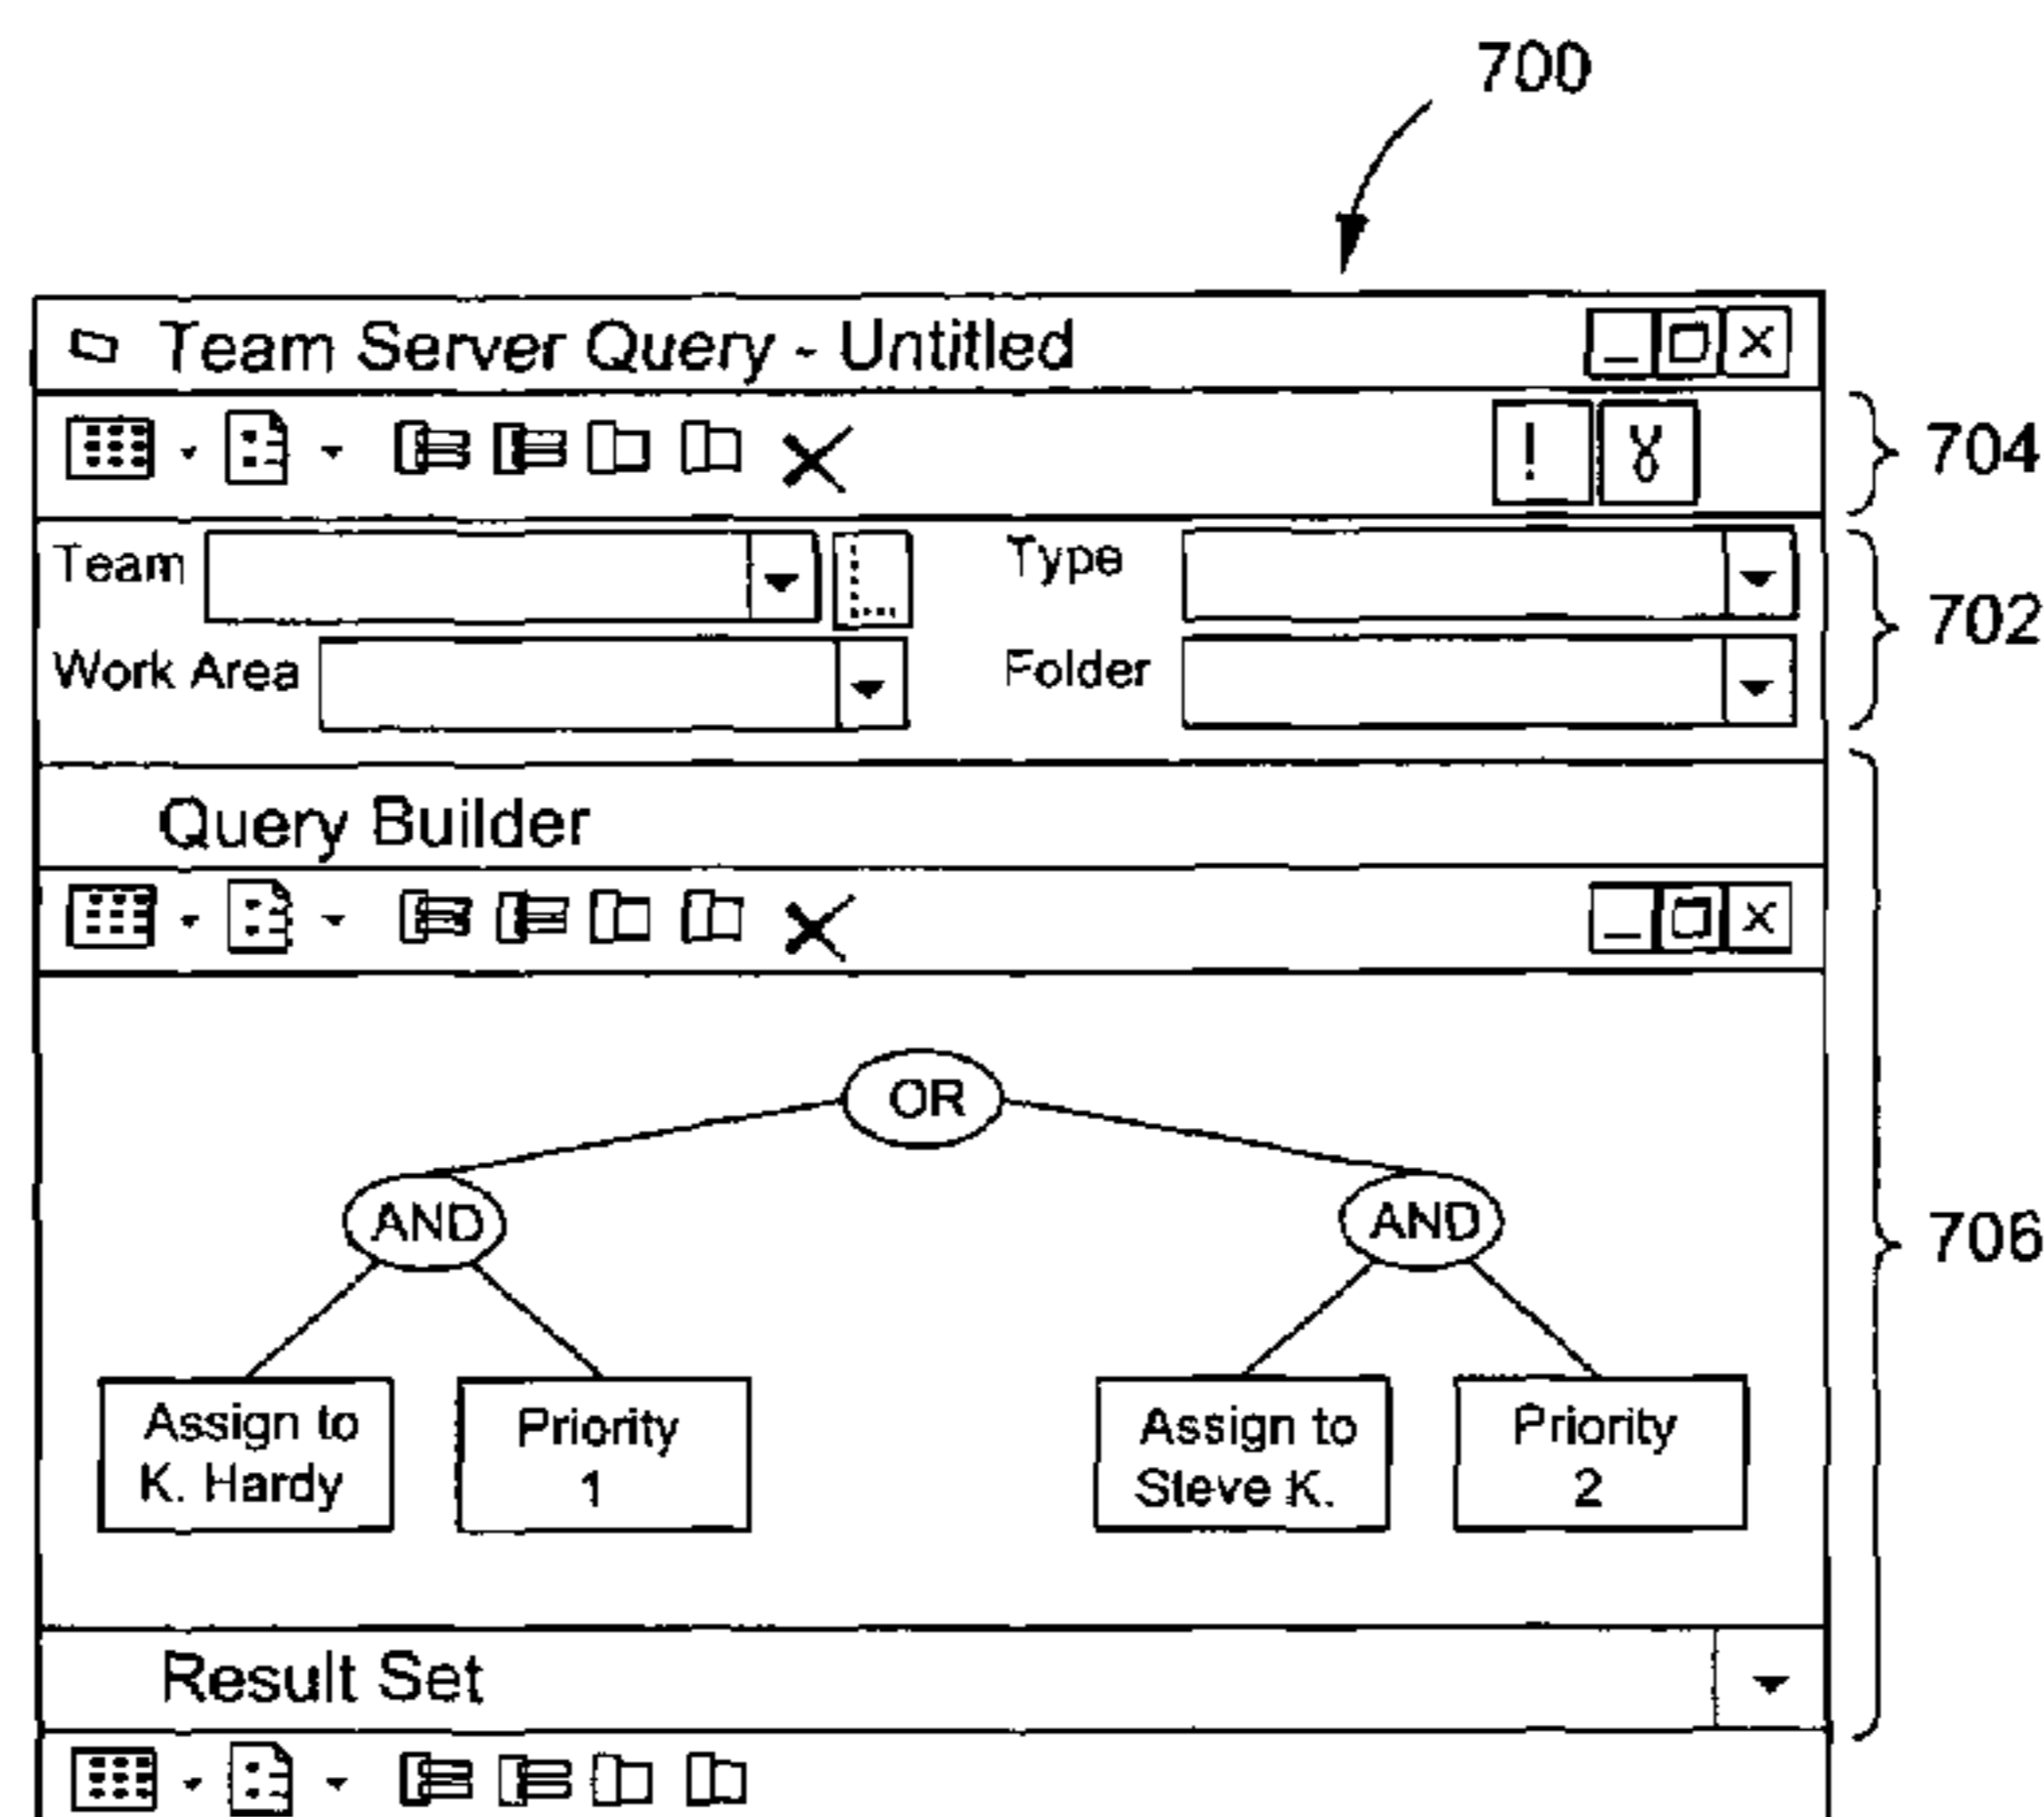 700
Team Server Query - Untitled
704
Team
Type
702
Work Area
Folder
Query Builder
OR
AND
AND
706
Assign to
K. Hardy
Priority
1
Assign to
Steve K.
Priority
2
Result Set